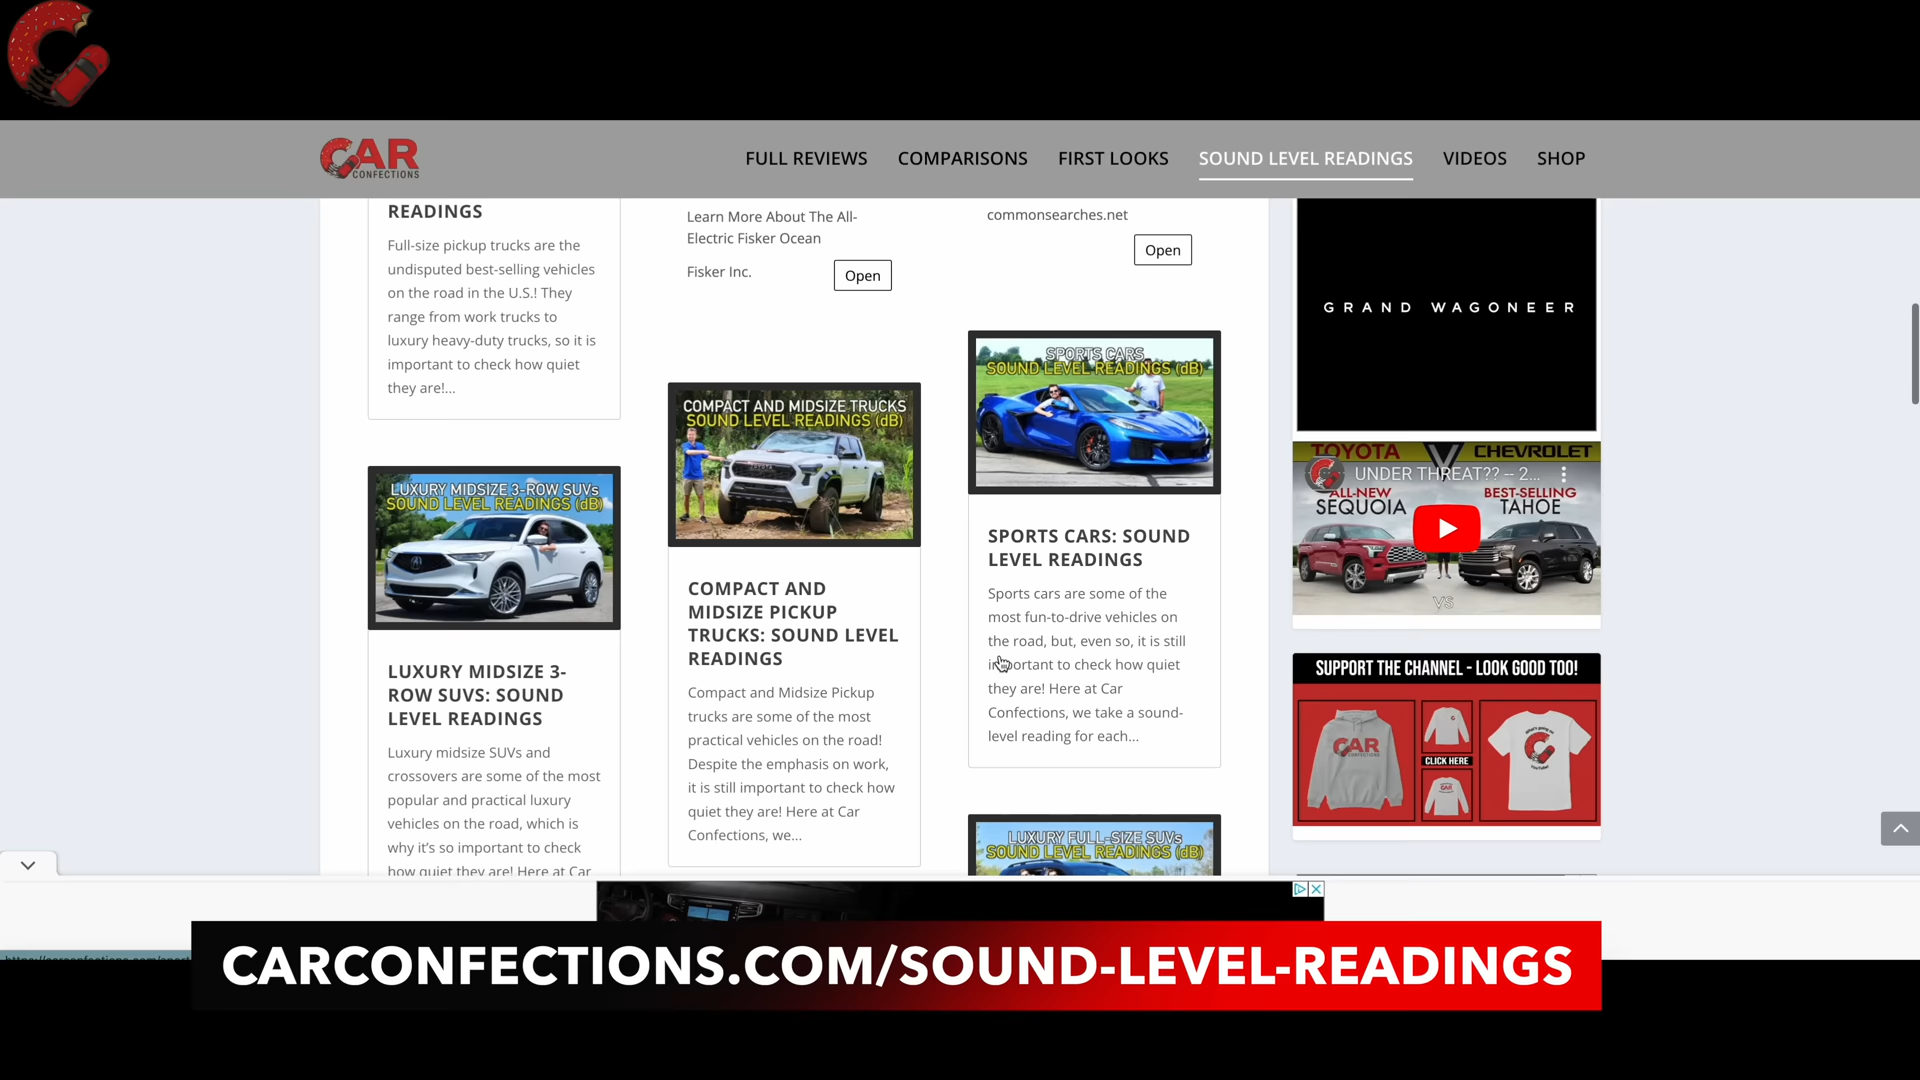 CAR
CONFECTIONS
FULL REVIEWS
COMPARISONS
FIRST LOOKS
SOUND LEVEL READINGS
VIDEOS
SHOP
READINGS
Full-size pickup trucks are the
undisputed best-selling vehicles
on the road in the U.S.! They
range from work trucks to
luxury heavy-duty trucks, so it is
important to check how quiet
they are!...
LUXURY MIDSIZE 3-ROW SUVs
SOUND LEVEL READINGS (dB)
LUXURY MIDSIZE 3-
ROW SUVS: SOUND
LEVEL READINGS
Luxury midsize SUVs and
crossovers are some of the most
popular and practical luxury
vehicles on the road, which is
why it's so important to check
how quiet they are! Here at Car
Learn More About The All-
Electric Fisker Ocean
Fisker Inc.
Open
COMPACT AND MIDSIZE TRUCKS
SOUND LEVEL READINGS (dB)
COMPACT AND
MIDSIZE PICKUP
TRUCKS: SOUND LEVEL
READINGS
Compact and Midsize Pickup
trucks are some of the most
practical vehicles on the road!
Despite the emphasis on work,
it is still important to check how
quiet they are! Here at Car
Confections, we...
commonsearches.net
Open
SPORTS CARS
SOUND LEVEL READINGS (dB)
SPORTS CARS: SOUND
LEVEL READINGS
Sports cars are some of the
most fun-to-drive vehicles on
the road, but, even so, it is still
important to check how quiet
they are! Here at Car
Confections, we take a sound-
level reading for each...
LUXURY FULL-SIZE SUVs
SOUND LEVEL READINGS (dB)
GRAND WAGONEER
TOYOTA V CHEVROLET
UNDER THREAT?? -- 2...
ALL-NEW
SEQUOIA
BEST-SELLING
TAHOE
VS
SUPPORT THE CHANNEL - LOOK GOOD TOO!
CAR
CLICK HERE
CARCONFECTIONS.COM/SOUND-LEVEL-READINGS